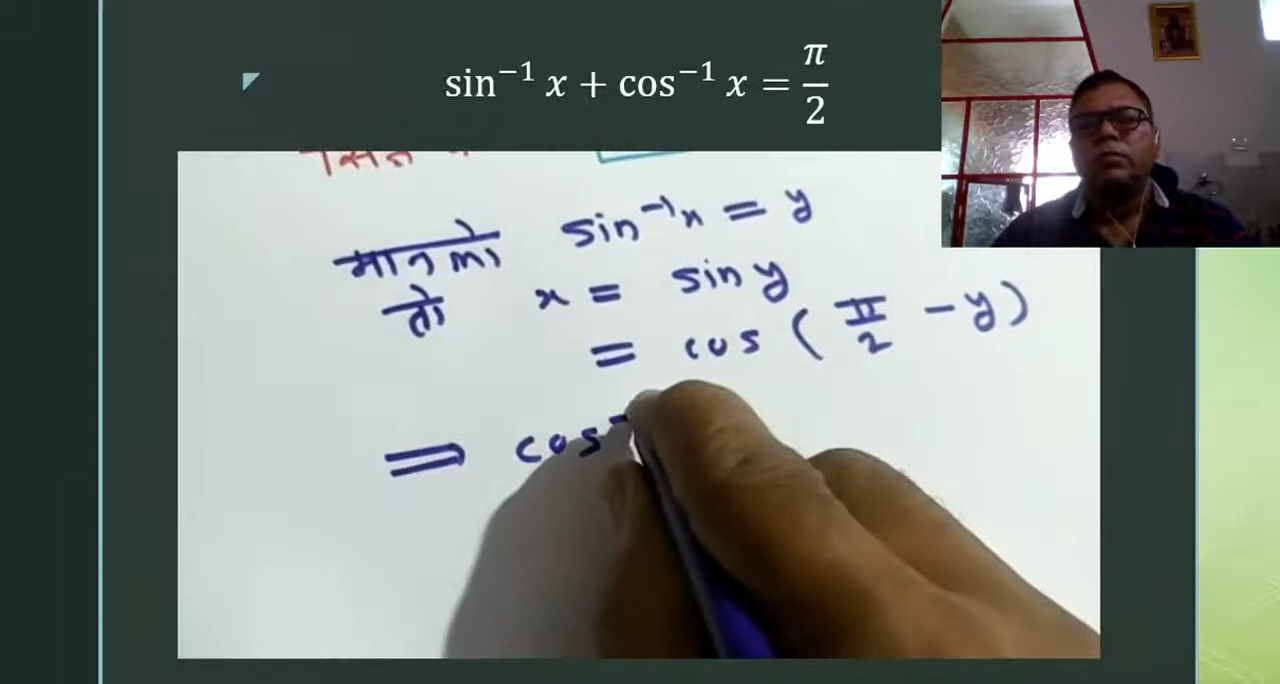 sin⁻¹ x + cos⁻¹ x = π/2
मान लो sin⁻¹x = y
तो x = sin y
= cos ( π/2 - y )
⇒ cos⁻